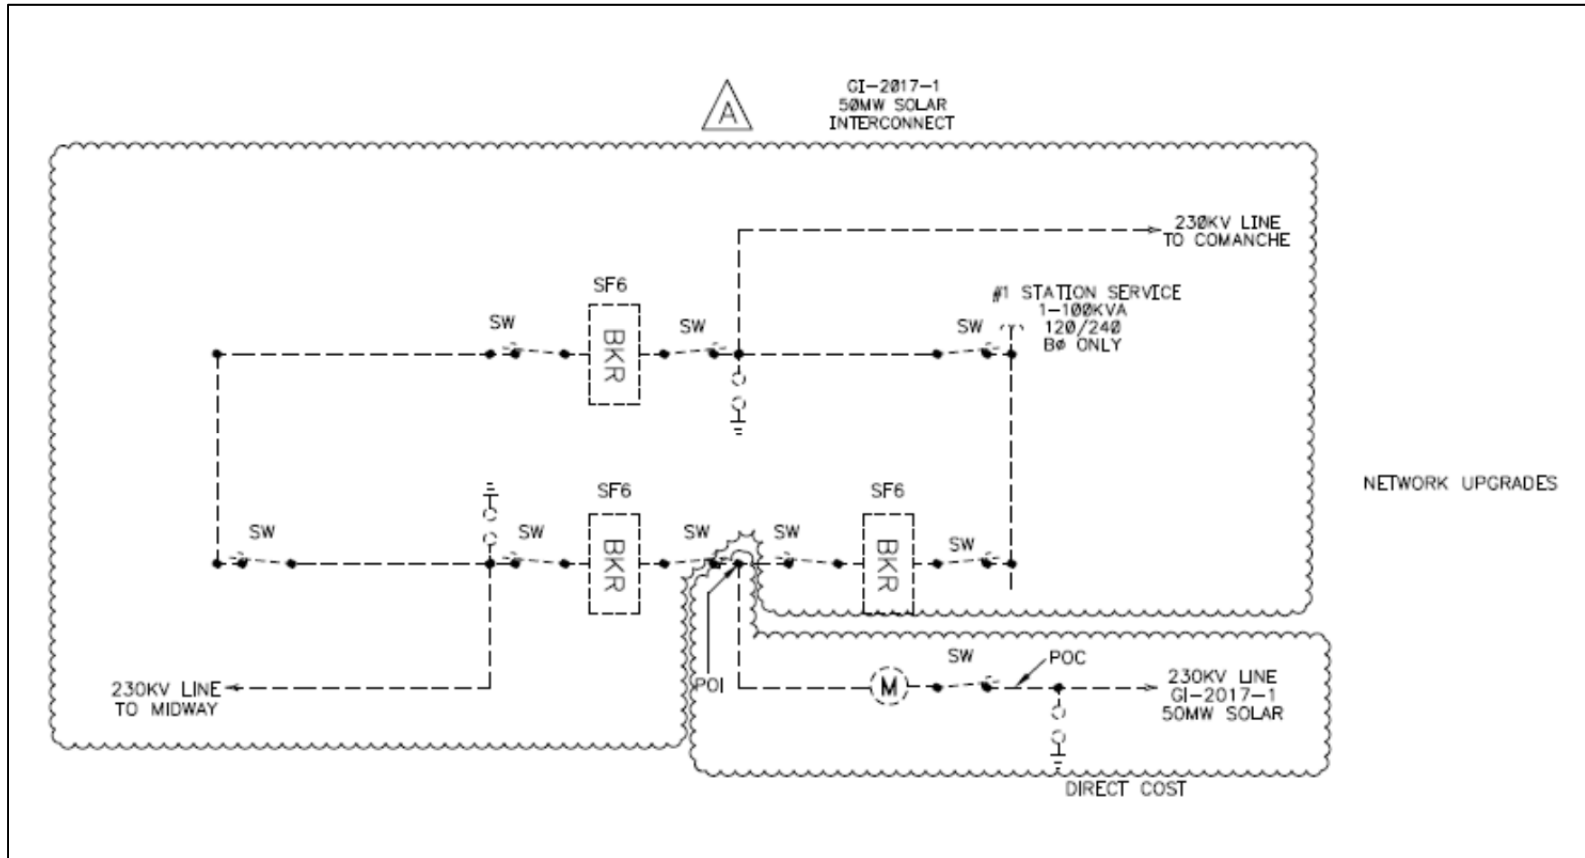 A
GI-2017-1
50MW SOLAR
INTERCONNECT
230KV LINE
TO COMANCHE
SF6
#1 STATION SERVICE
1-100KVA
120/240
BØ ONLY
SW
BKR
SW
SW
SF6
SF6
NETWORK UPGRADES
SW
SW
BKR
SW
SW
BKR
SW
SW
POC
230KV LINE
TO MIDWAY
POI
M
230KV LINE
GI-2017-1
50MW SOLAR
DIRECT COST